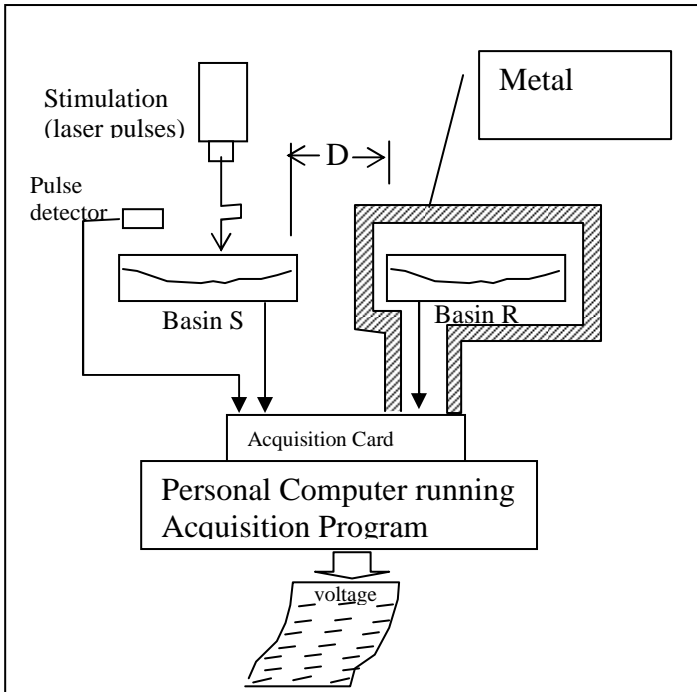 Stimulation
(laser pulses)
D
Metal
Pulse
detector
Basin S
Basin R
Acquisition Card
Personal Computer running
Acquisition Program
voltage